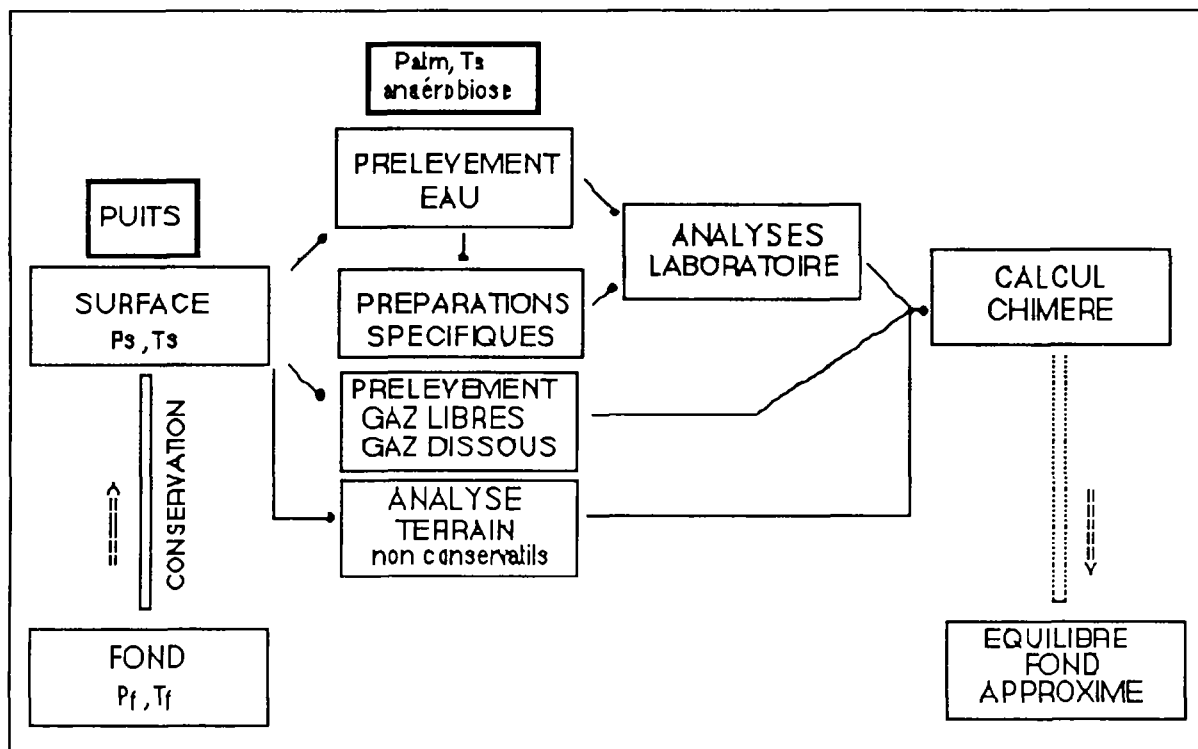 Patm, Ts
anaérobiose
PRELEVEMENT
EAU
PUITS
SURFACE
Ps, Ts
PREPARATIONS
SPECIFIQUES
ANALYSES
LABORATOIRE
CALCUL
CHIMERE
PRELEVEMENT
GAZ LIBRES
GAZ DISSOUS
CONSERVATION
ANALYSE
TERRAIN
non conservatifs
FOND
Pf, Tf
EQUILIBRE
FOND
APPROXIME